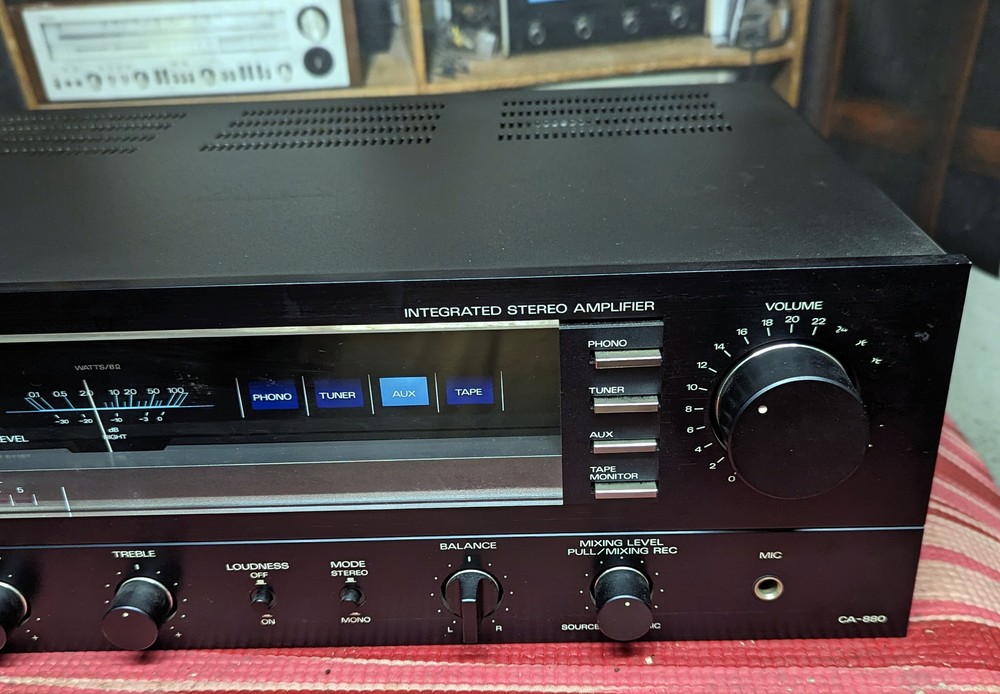 INTEGRATED STEREO AMPLIFIER
VOLUME
0 2 4 6 8 10 12 14 16 18 20 22
PHONO
TUNER
AUX
TAPE
MONITOR
WATTS/8Ω
0.1 0.5 2.0 10 20 50 100
-30 -20 -10 -3 0
dB
RIGHT
EVEL
5
PHONO TUNER AUX TAPE
TREBLE
+
+
LOUDNESS
OFF
ON
MODE
STEREO
MONO
BALANCE
L R
MIXING LEVEL
PULL/MIXING REC
SOURCE IC
MIC
CA-880